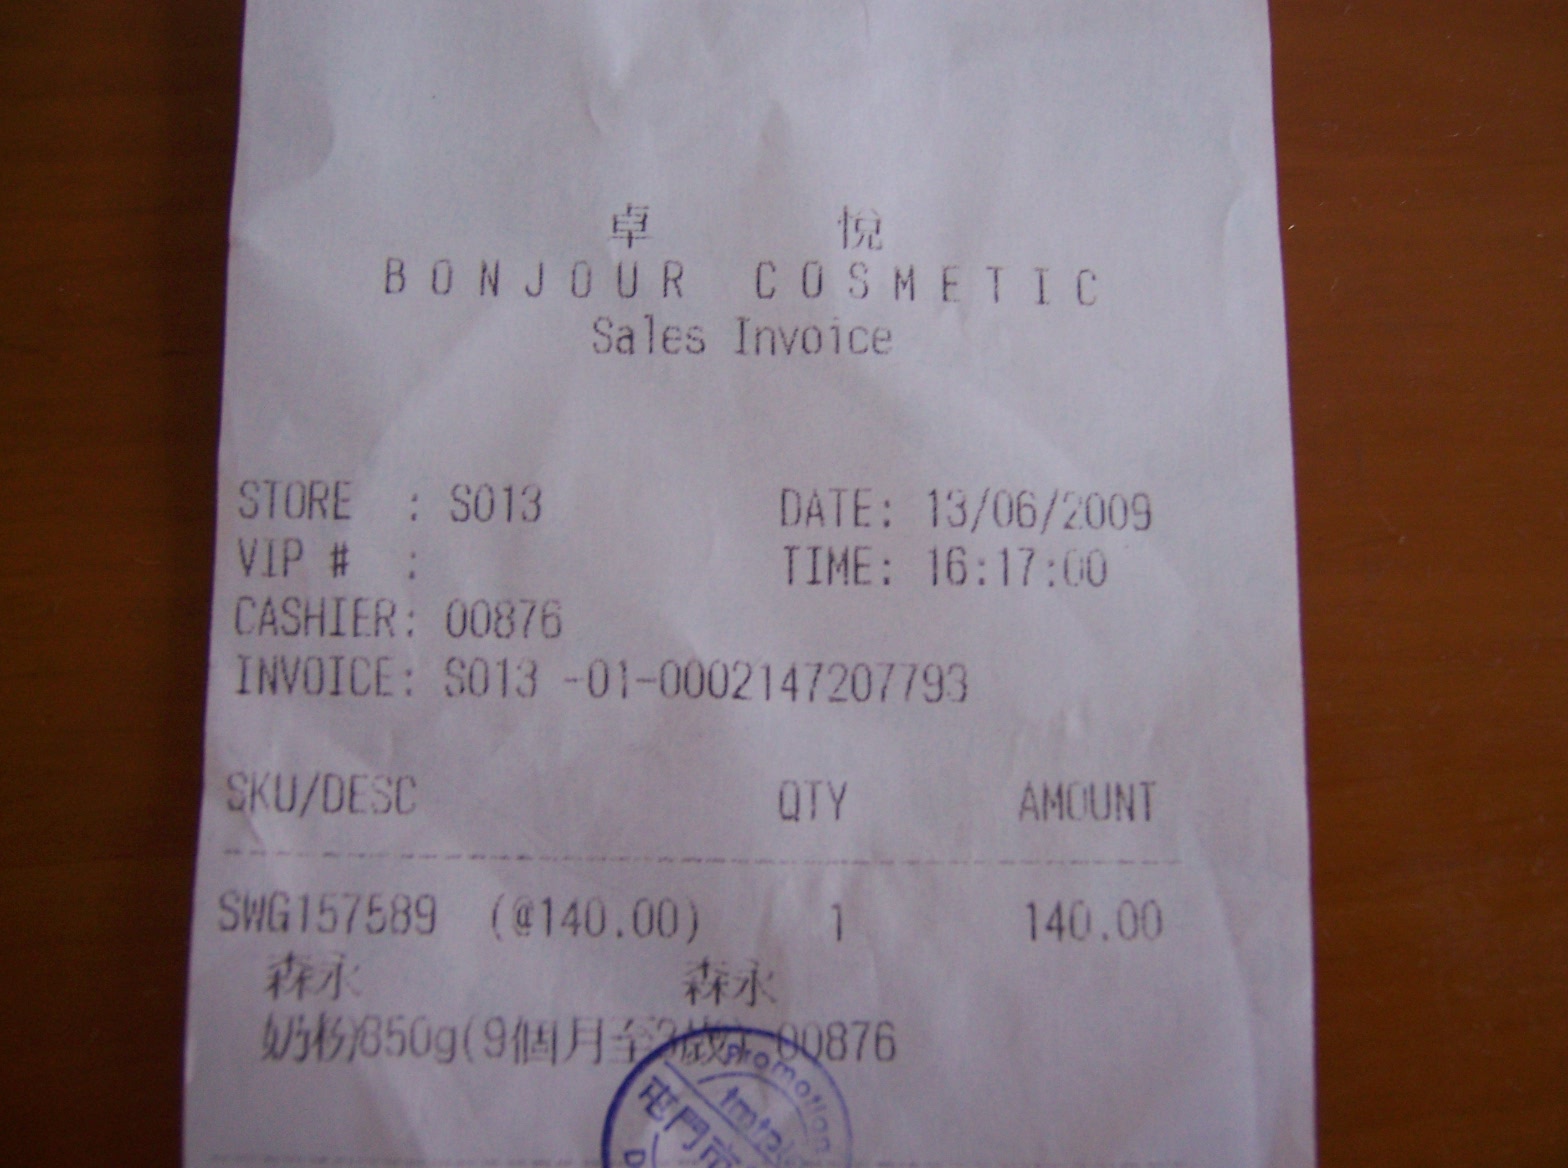 卓 悅
BONJOUR COSMETIC
Sales Invoice
STORE : S013 DATE: 13/06/2009
VIP # : TIME: 16:17:00
CASHIER: 00876
INVOICE: S013 -01-0002147207793
SKU/DESC QTY AMOUNT
SWG157589 (@140.00) 1 140.00
森永 森永
奶粉850g(9個月至3歲) 00876
Promotion
tmtp
屯門